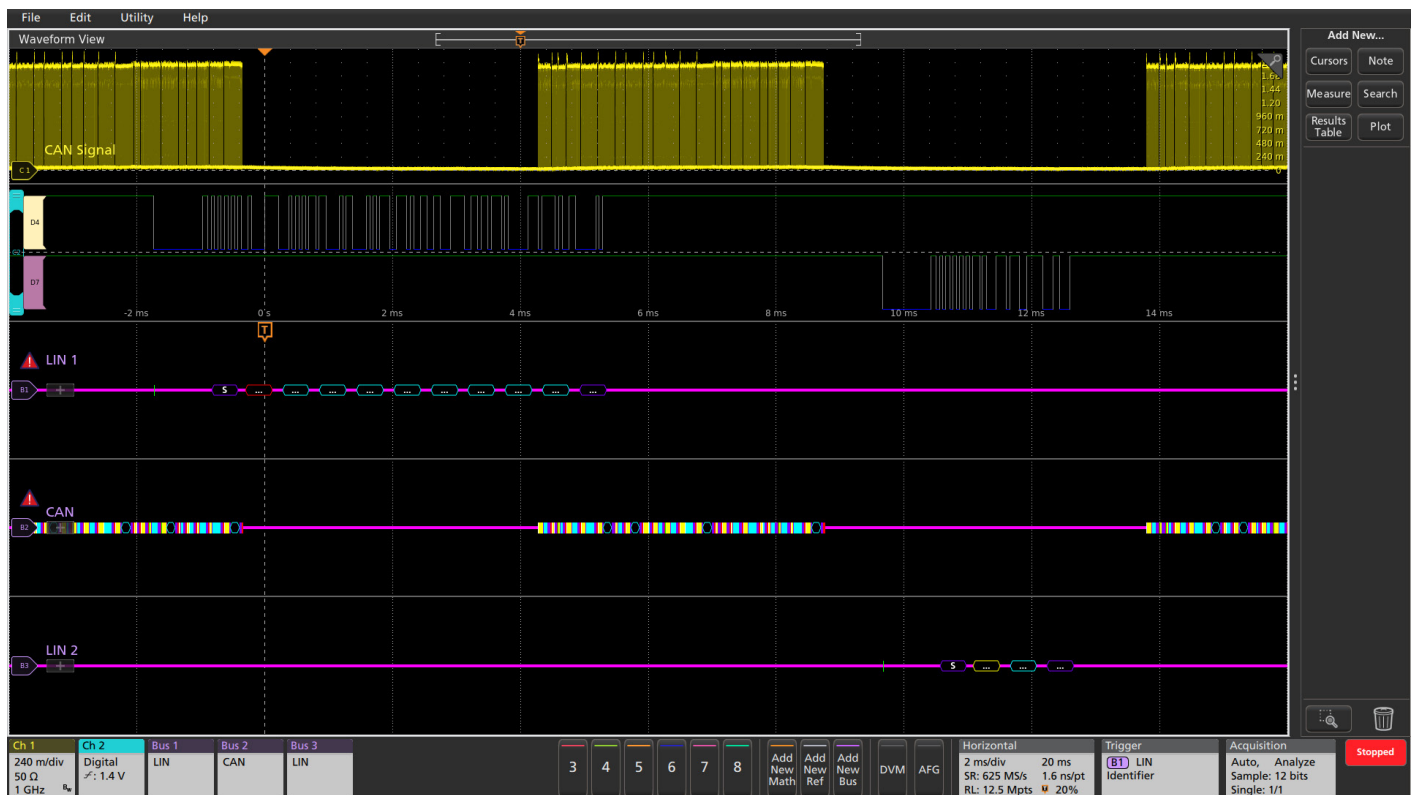 File Edit Utility Help
Waveform View
T
Add New...
Cursors Note
Measure Search
Results Table Plot
1.44
1.20
960 m
720 m
480 m
240 m
0
CAN Signal
C1
D4
D7
-2 ms 0 s 2 ms 4 ms 6 ms 8 ms 10 ms 12 ms 14 ms
T
LIN 1
B1 + S ... ... ... ... ... ... ... ... ... ...
CAN
B2 +
LIN 2
B3 + S ... ... ...
Ch 1
240 m/div
50 Ω
1 GHz Bw
Ch 2
Digital
: 1.4 V
Bus 1
LIN
Bus 2
CAN
Bus 3
LIN
3 4 5 6 7 8
Add New Math
Add New Ref
Add New Bus
DVM AFG
Horizontal
2 ms/div 20 ms
SR: 625 MS/s 1.6 ns/pt
RL: 12.5 Mpts 20%
Trigger
B1 LIN
Identifier
Acquisition
Auto, Analyze
Sample: 12 bits
Single: 1/1
Stopped